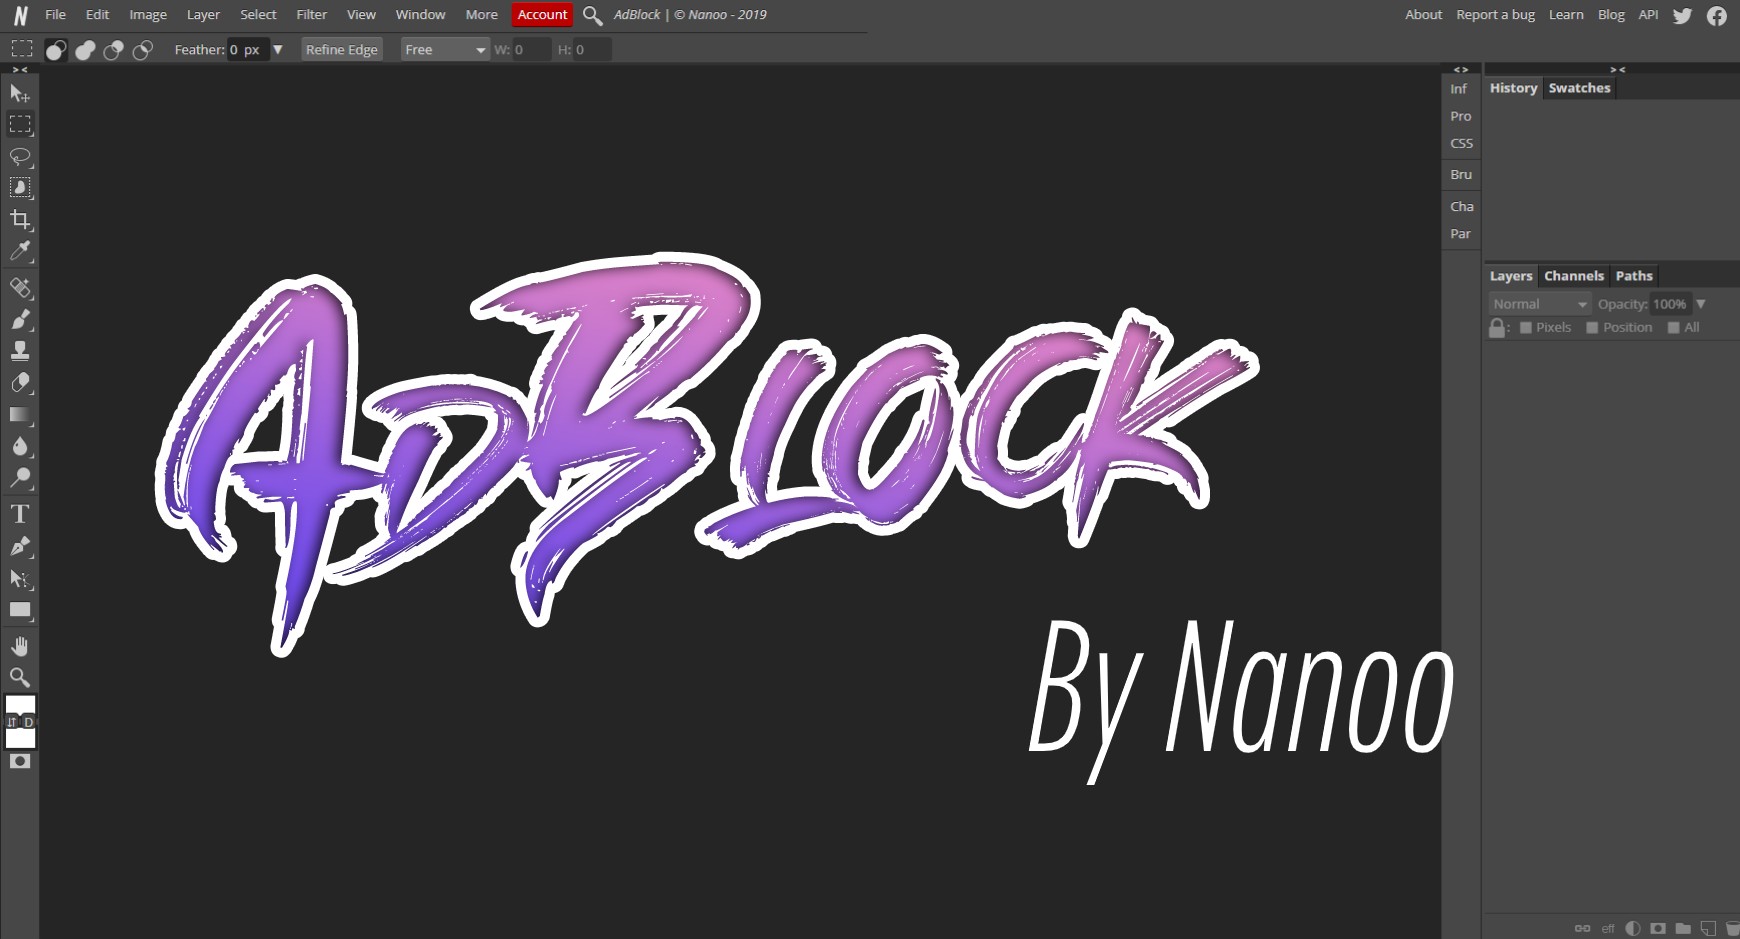 N File Edit Image Layer Select Filter View Window More Account AdBlock | © Nanoo - 2019 About Report a bug Learn Blog API
Feather: 0 px Refine Edge Free W: 0 H: 0
> <
< >
> <
Inf
Pro
CSS
Bru
Cha
Par
History Swatches
Layers Channels Paths
Normal Opacity: 100%
: Pixels Position All
T
D
AdBlock
By Nanoo
eff